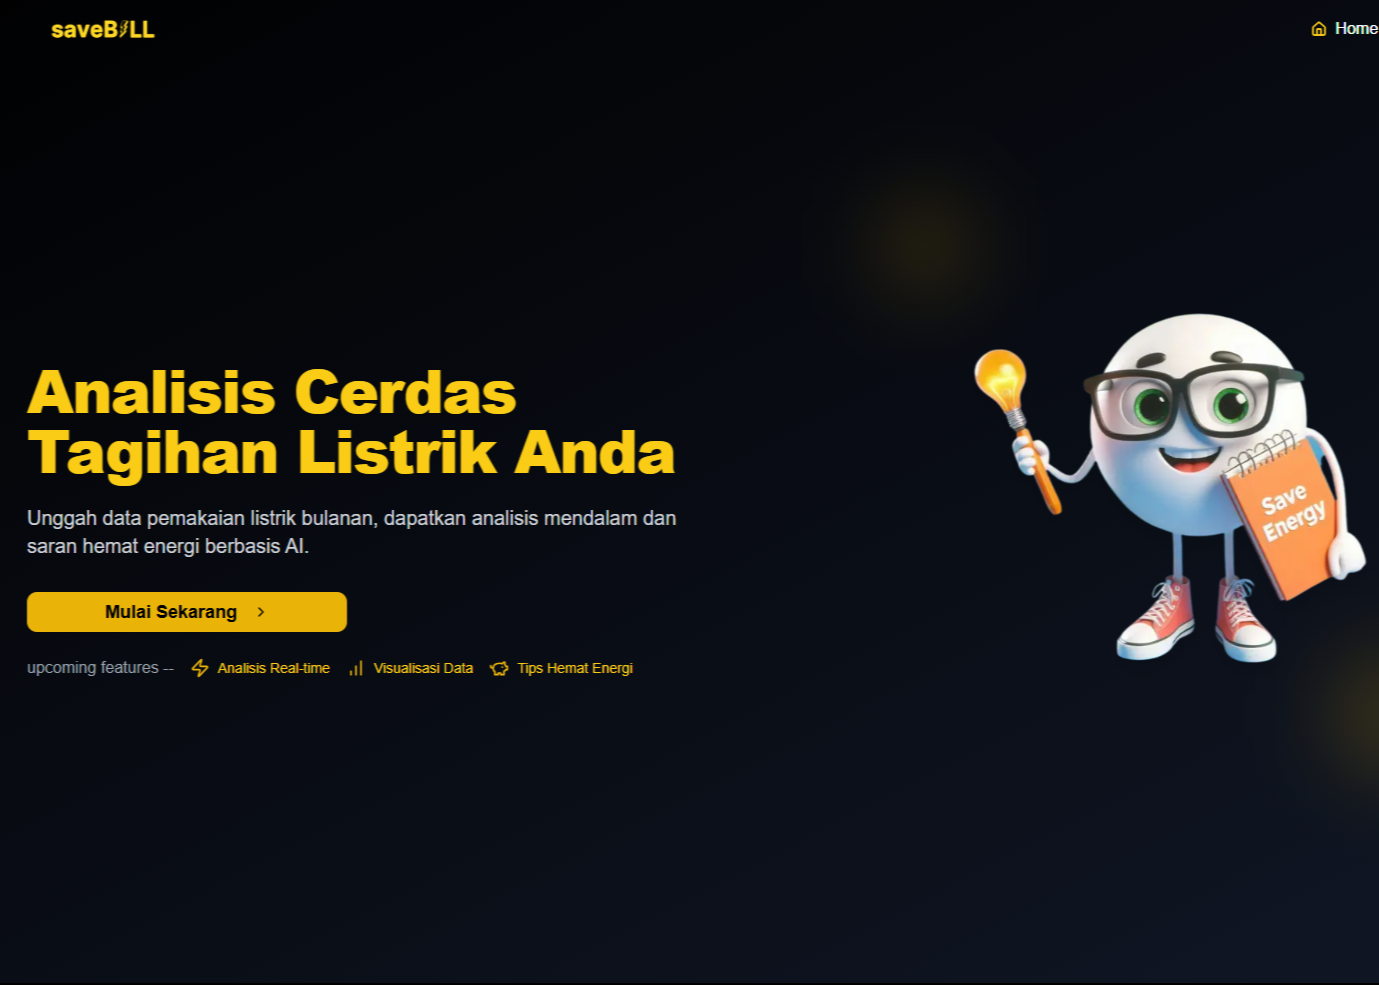 saveBILL
Home
Analisis Cerdas
Tagihan Listrik Anda
Unggah data pemakaian listrik bulanan, dapatkan analisis mendalam dan
saran hemat energi berbasis AI.
Mulai Sekarang
upcoming features -- Analisis Real-time Visualisasi Data Tips Hemat Energi
Save
Energy